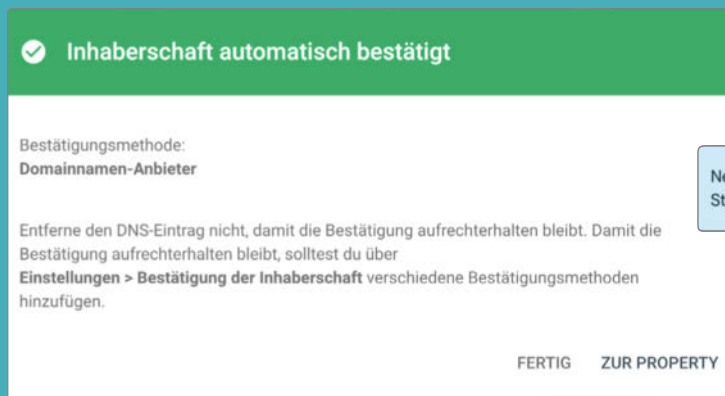 Inhaberschaft automatisch bestätigt
Bestätigungsmethode:
Domainnamen-Anbieter
Entferne den DNS-Eintrag nicht, damit die Bestätigung aufrechterhalten bleibt. Damit die
Bestätigung aufrechterhalten bleibt, solltest du über
Einstellungen > Bestätigung der Inhaberschaft verschiedene Bestätigungsmethoden
hinzufügen.
FERTIG ZUR PROPERTY